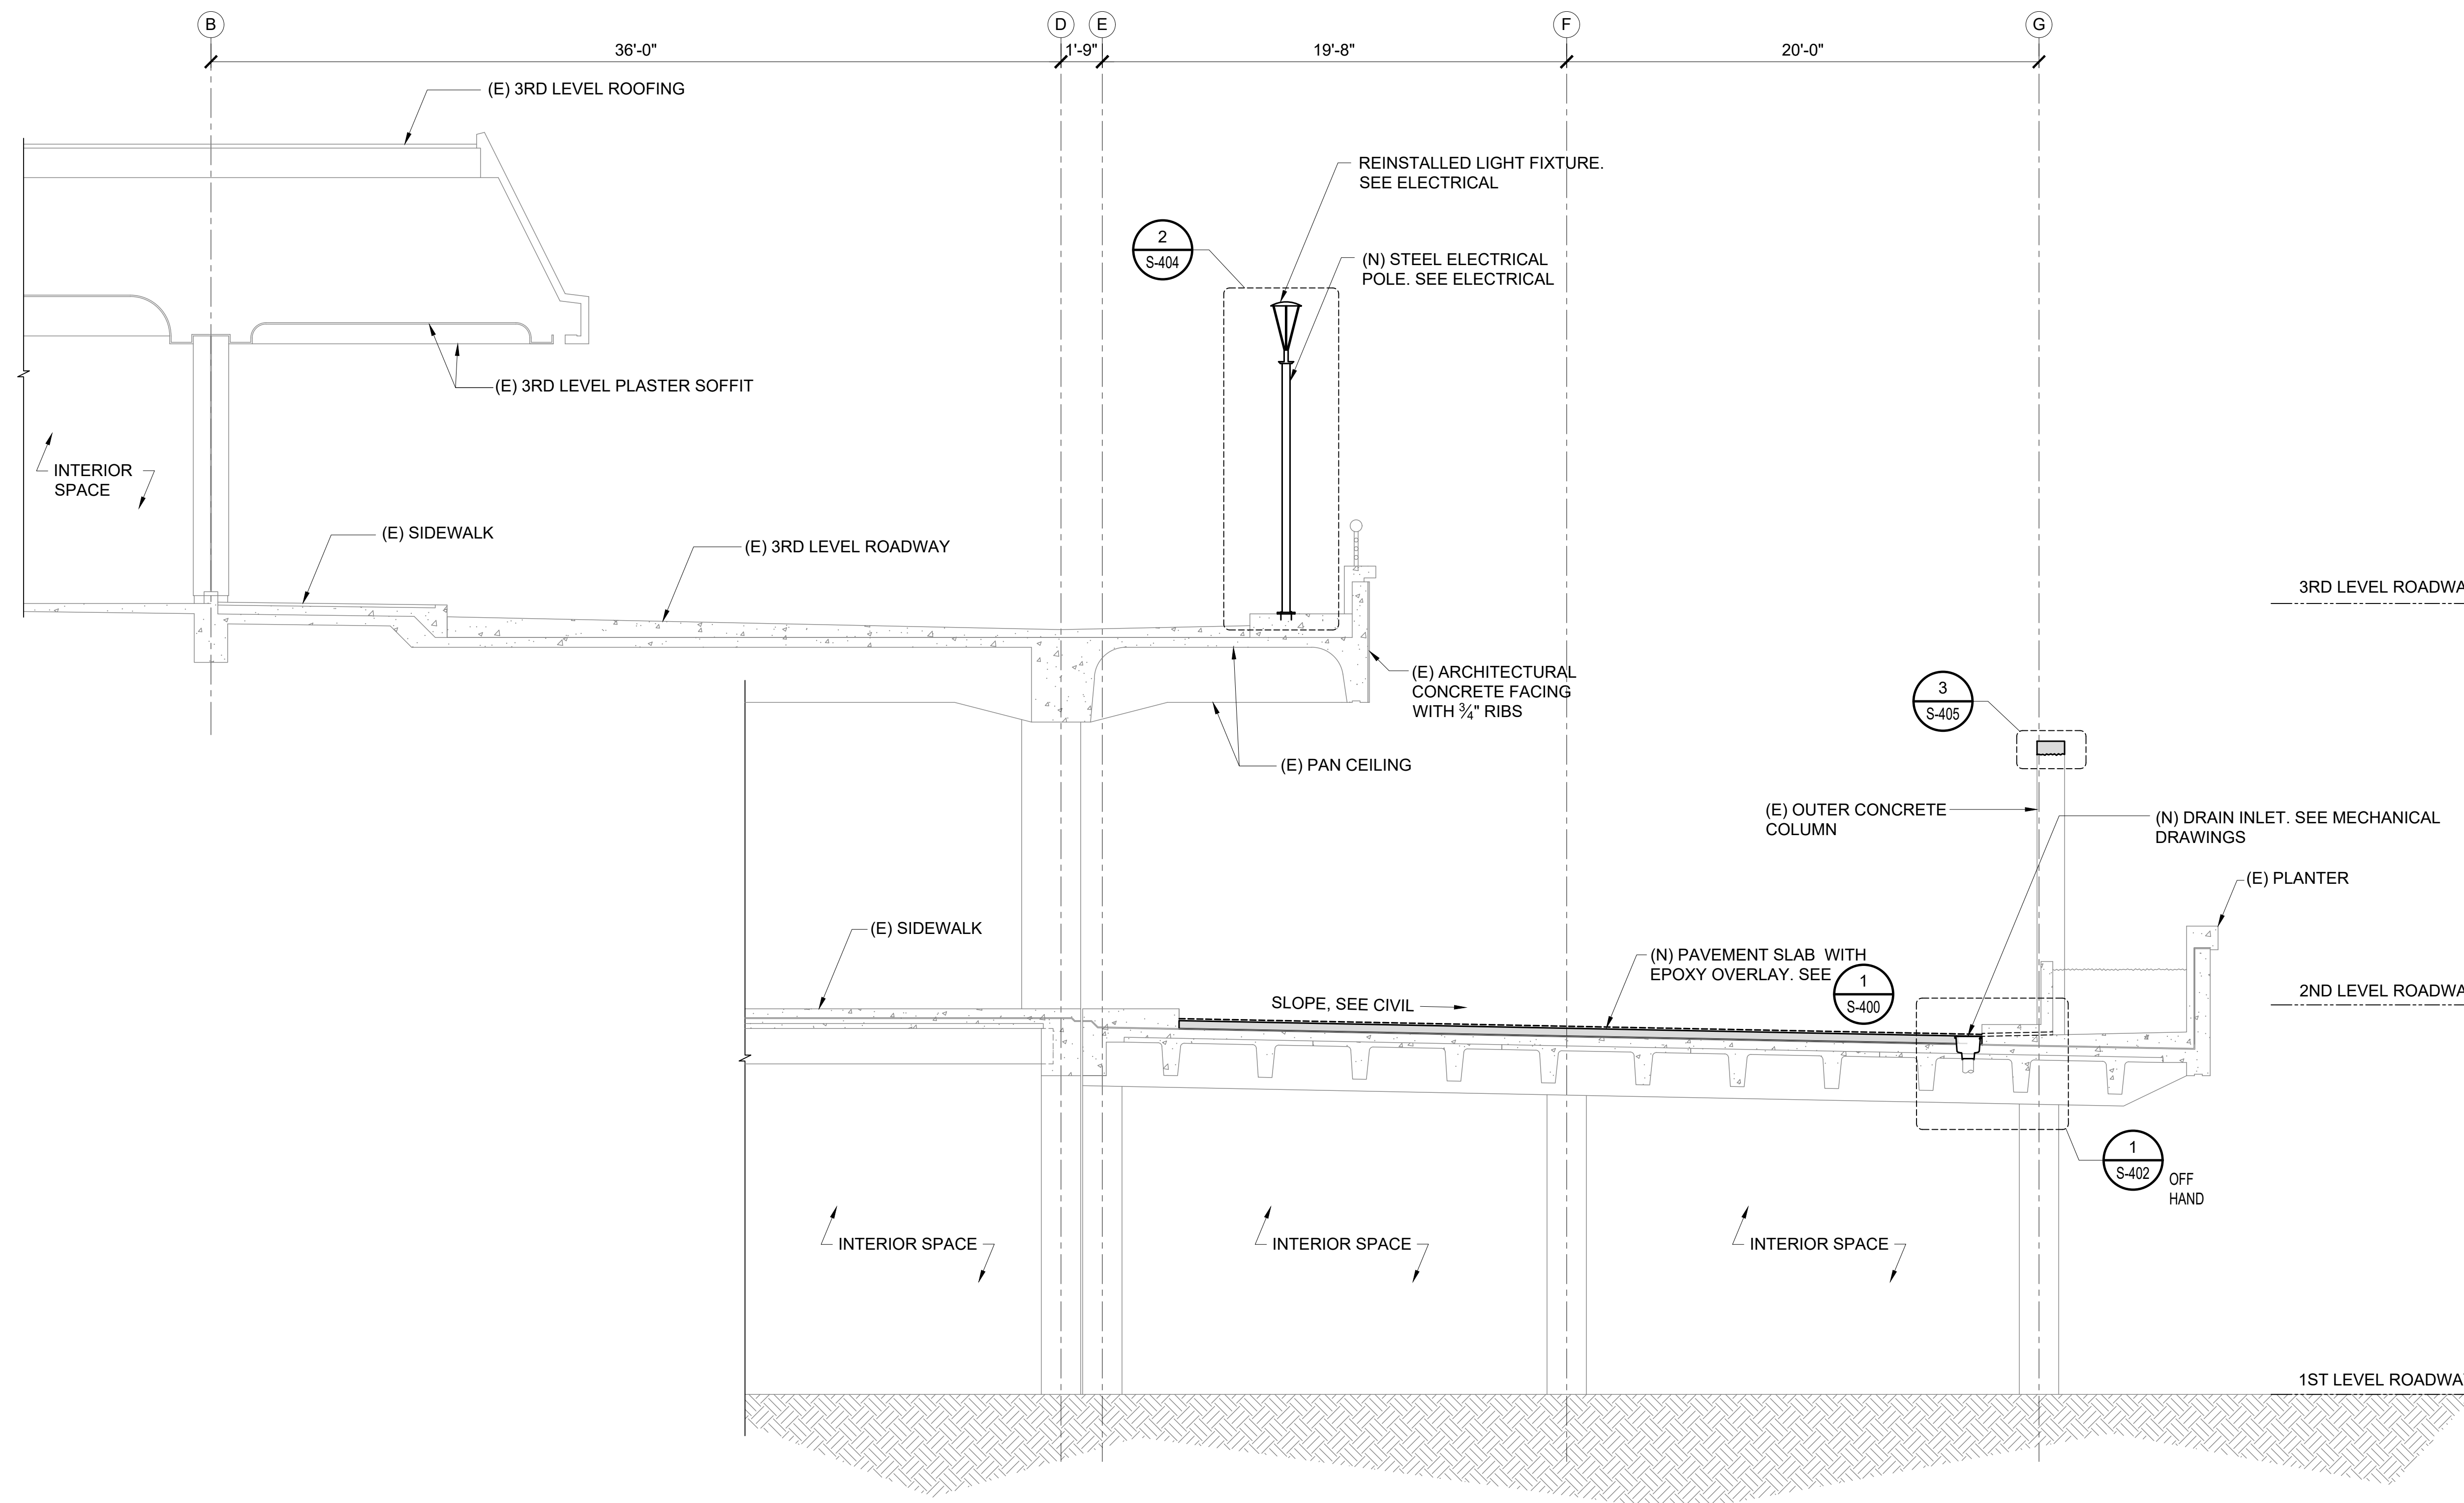 B
D
E
F
G
36'-0"
1'-9"
19'-8"
20'-0"
(E) 3RD LEVEL ROOFING
REINSTALLED LIGHT FIXTURE.
SEE ELECTRICAL
2
S-404
(N) STEEL ELECTRICAL
POLE. SEE ELECTRICAL
(E) 3RD LEVEL PLASTER SOFFIT
INTERIOR
SPACE
(E) SIDEWALK
(E) 3RD LEVEL ROADWAY
3RD LEVEL ROADWA
(E) ARCHITECTURAL
CONCRETE FACING
WITH ¾" RIBS
3
S-405
(E) PAN CEILING
(E) OUTER CONCRETE
COLUMN
(N) DRAIN INLET. SEE MECHANICAL
DRAWINGS
(E) PLANTER
(E) SIDEWALK
(N) PAVEMENT SLAB WITH
EPOXY OVERLAY. SEE
1
S-400
SLOPE, SEE CIVIL
2ND LEVEL ROADWA
1
S-402
OFF
HAND
INTERIOR SPACE
INTERIOR SPACE
INTERIOR SPACE
1ST LEVEL ROADWA